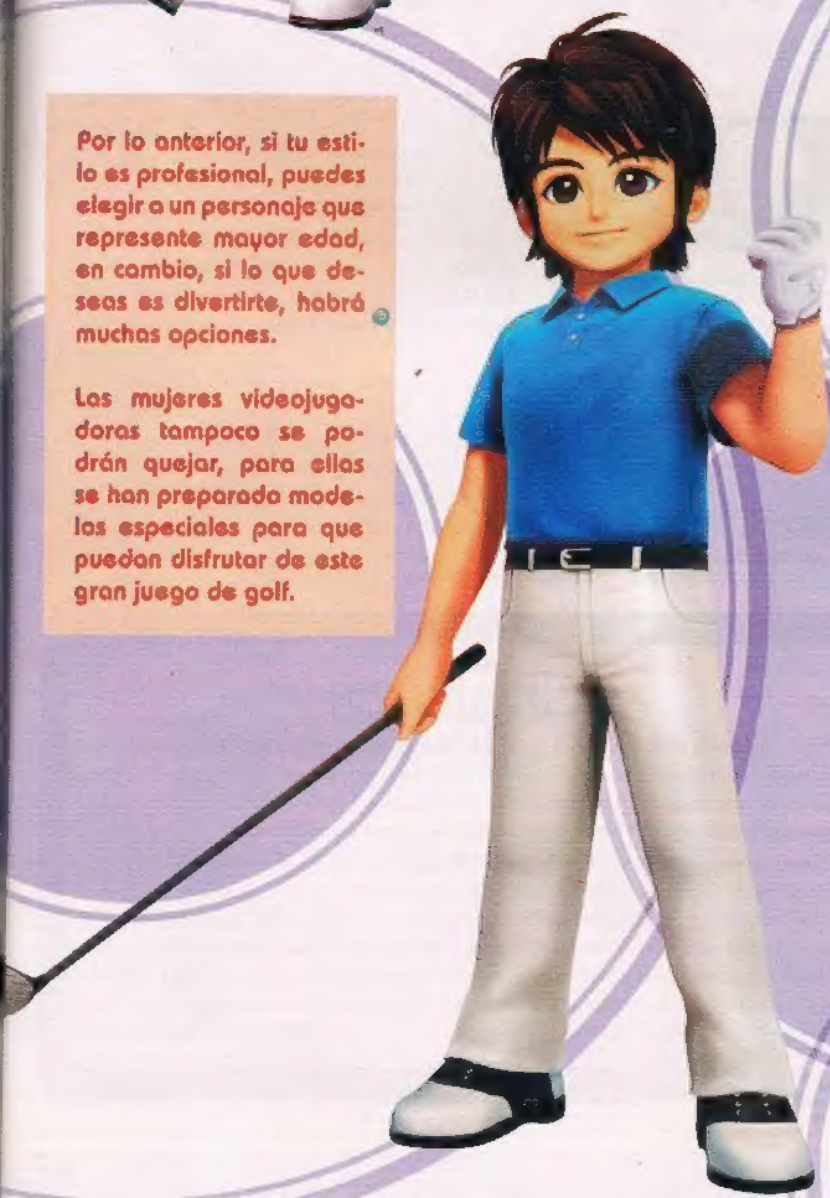 Por lo anterior, si tu esti-
lo es profesional, puedes
elegir a un personaje que
represente mayor edad,
en cambio, si lo que de-
seas es divertirte, habrá
muchas opciones.
Las mujeres videojuga-
doras tampoco se po-
drán quejar, para ellas
se han preparado mode-
los especiales para que
puedan disfrutar de este
gran juego de golf.